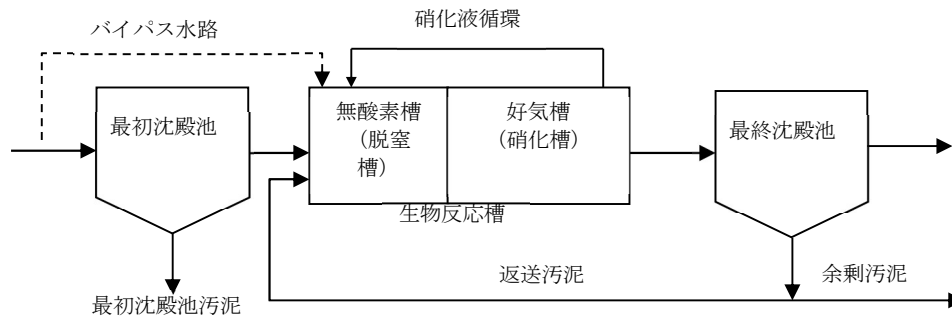 硝化液循環
バイパス水路
最初沈殿池
無酸素槽
(脱窒
槽)
好気槽
(硝化槽)
最終沈殿池
生物反応槽
返送汚泥
余剰汚泥
最初沈殿池汚泥